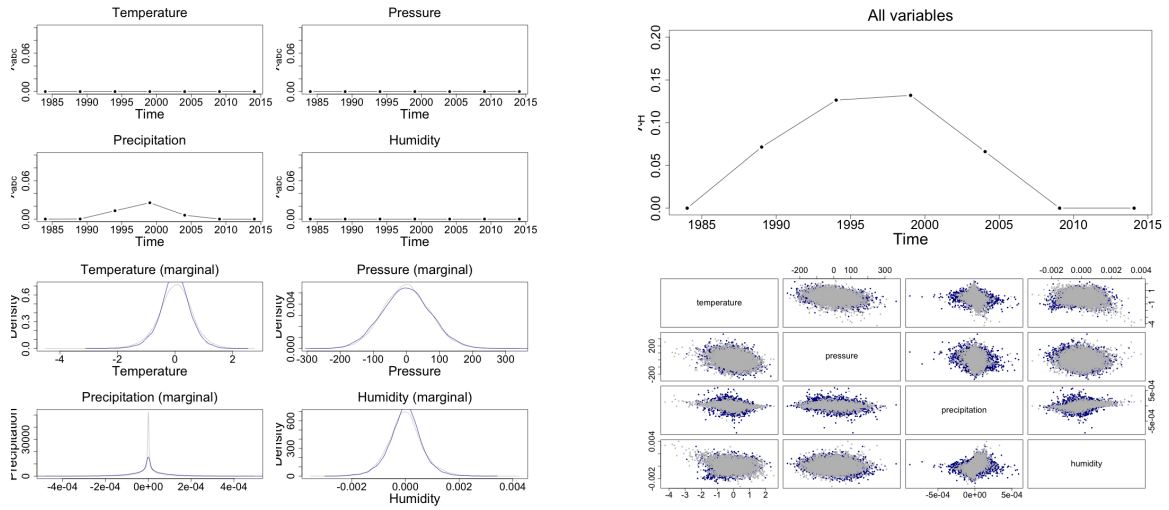 Temperature
0.00 0.06
1985 1990 1995 2000 2005 2010 2015
Time
Pressure
0.00 0.06
1985 1990 1995 2000 2005 2010 2015
Time
Precipitation
0.00 0.06
1985 1990 1995 2000 2005 2010 2015
Time
Humidity
0.00 0.06
1985 1990 1995 2000 2005 2010 2015
Time
Temperature (marginal)
Density
0.0 0.3 0.6
-4 -2 0 2
Temperature
Pressure (marginal)
Density
0.000 0.004
-300 -200 -100 0 100 200 300
Pressure
Precipitation (marginal)
30000
-4e-04 -2e-04 0e+00 2e-04 4e-04
Humidity (marginal)
Density
0 300 600
-0.002 0.000 0.002 0.004
Humidity
All variables
0.00 0.05 0.10 0.15 0.20
1985 1990 1995 2000 2005 2010 2015
Time
-200 0 100 300
-0.002 0.000 0.002 0.004
temperature
-4 -1 1
-200 200
pressure
precipitation
-5e-04 5e-04
-0.002 0.004
humidity
-4 -3 -2 -1 0 1 2
-5e-04 0e+00 5e-04